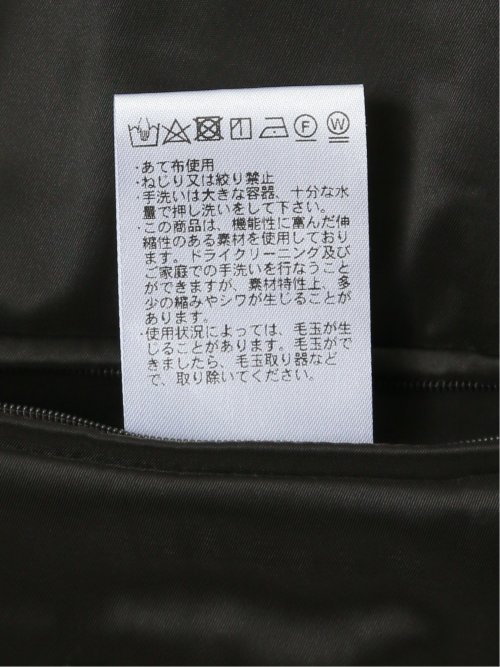 F W
・あて布使用
・ねじり又は絞り禁止
・手洗いは大きな容器、十分な水
量で押し洗いをして下さい。
・この商品は、機能性に富んだ伸
縮性のある素材を使用しており
ます。ドライクリーニング及び
ご家庭での手洗いを行なうこと
ができますが、素材特性上、多
少の縮みやシワが生じることが
あります。
・使用状況によっては、毛玉が生
じることがあります。毛玉がで
きましたら、毛玉取り器など
で、取り除いてください。